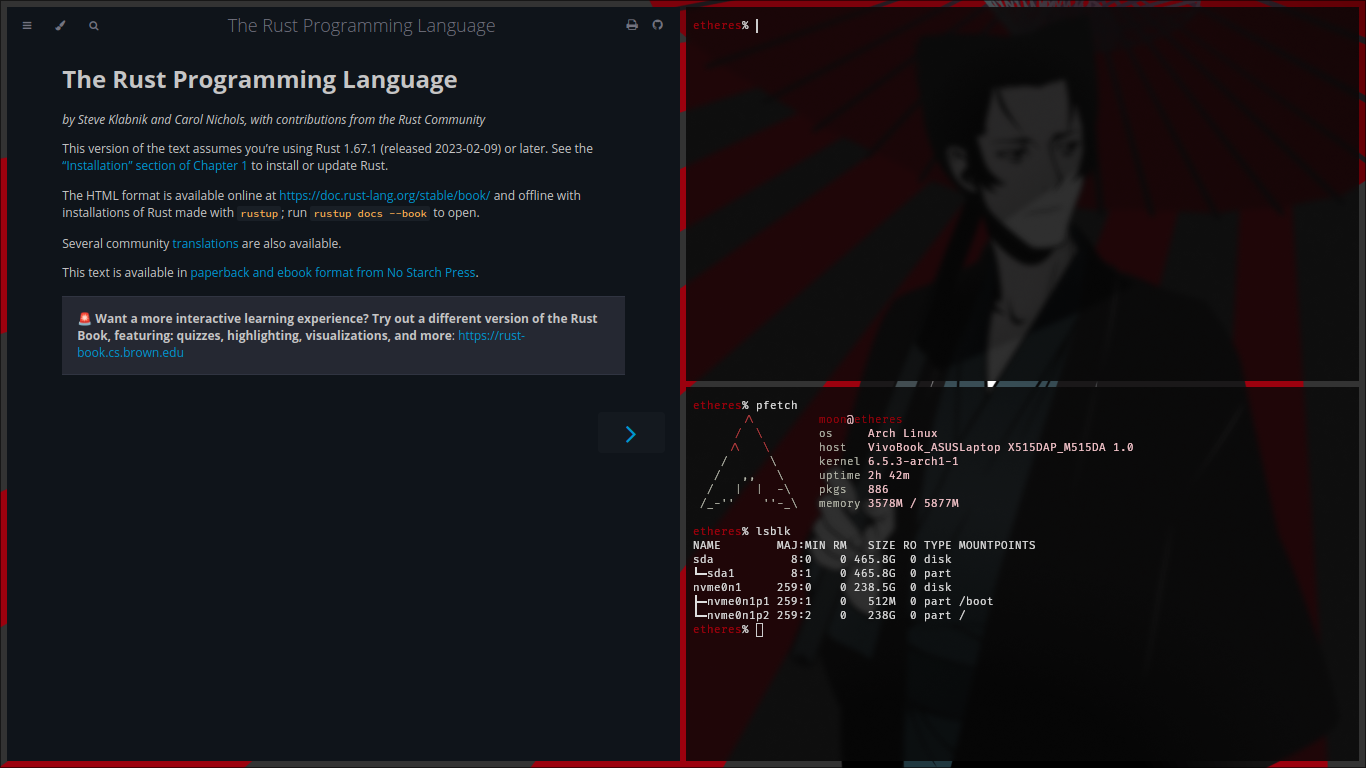 The Rust Programming Language
The Rust Programming Language
by Steve Klabnik and Carol Nichols, with contributions from the Rust Community
This version of the text assumes you’re using Rust 1.67.1 (released 2023-02-09) or later. See the
“Installation” section of Chapter 1 to install or update Rust.
The HTML format is available online at https://doc.rust-lang.org/stable/book/ and offline with
installations of Rust made with rustup; run rustup docs --book to open.
Several community translations are also available.
This text is available in paperback and ebook format from No Starch Press.
🚨 Want a more interactive learning experience? Try out a different version of the Rust
Book, featuring: quizzes, highlighting, visualizations, and more: https://rust-
book.cs.brown.edu
etheres%
etheres% pfetch
moon@etheres
os Arch Linux
host VivoBook_ASUSLaptop X515DAP_M515DA 1.0
kernel 6.5.3-arch1-1
uptime 2h 42m
pkgs 886
memory 3578M / 5877M
etheres% lsblk
NAME MAJ:MIN RM SIZE RO TYPE MOUNTPOINTS
sda 8:0 0 465.8G 0 disk
└─sda1 8:1 0 465.8G 0 part
nvme0n1 259:0 0 238.5G 0 disk
├─nvme0n1p1 259:1 0 512M 0 part /boot
└─nvme0n1p2 259:2 0 238G 0 part /
etheres%